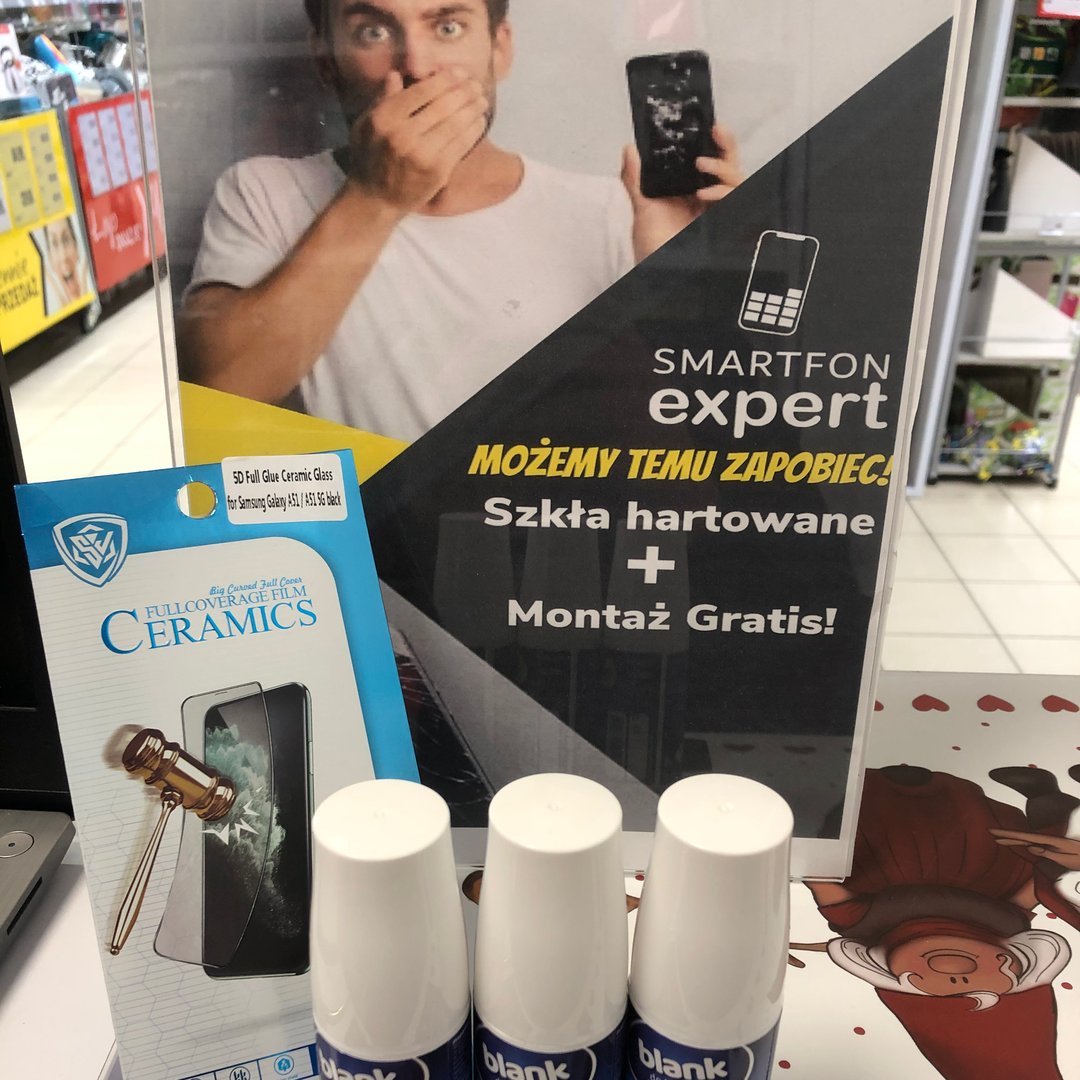 SMARTFON
expert
MOŻEMY TEMU ZAPOBIEC!
Szkła hartowane
+
Montaż Gratis!
5D Full Glue Ceramic Glass
for Samsung Galaxy A51 / A51 5G black
Big Curved Full Cover
FULLCOVERAGE FILM
CERAMICS
blank
blank
blank